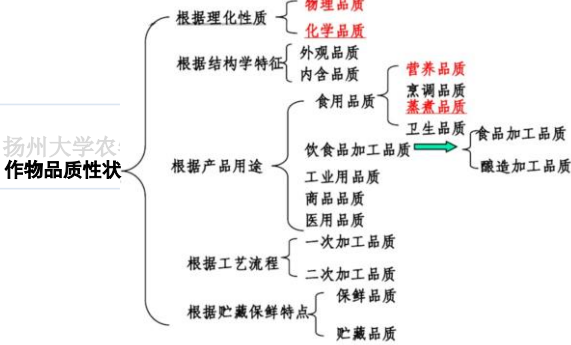 物理品质
根据理化性质
化学品质
外观品质
根据结构学特征
内含品质
营养品质
食用品质
烹调品质
蒸煮品质
卫生品质
食品加工品质
饮食品加工品质
酿造加工品质
扬州大学农
作物品质性状
根据产品用途
工业用品质
商品品质
医用品质
一次加工品质
根据工艺流程
二次加工品质
保鲜品质
根据贮藏保鲜特点
贮藏品质